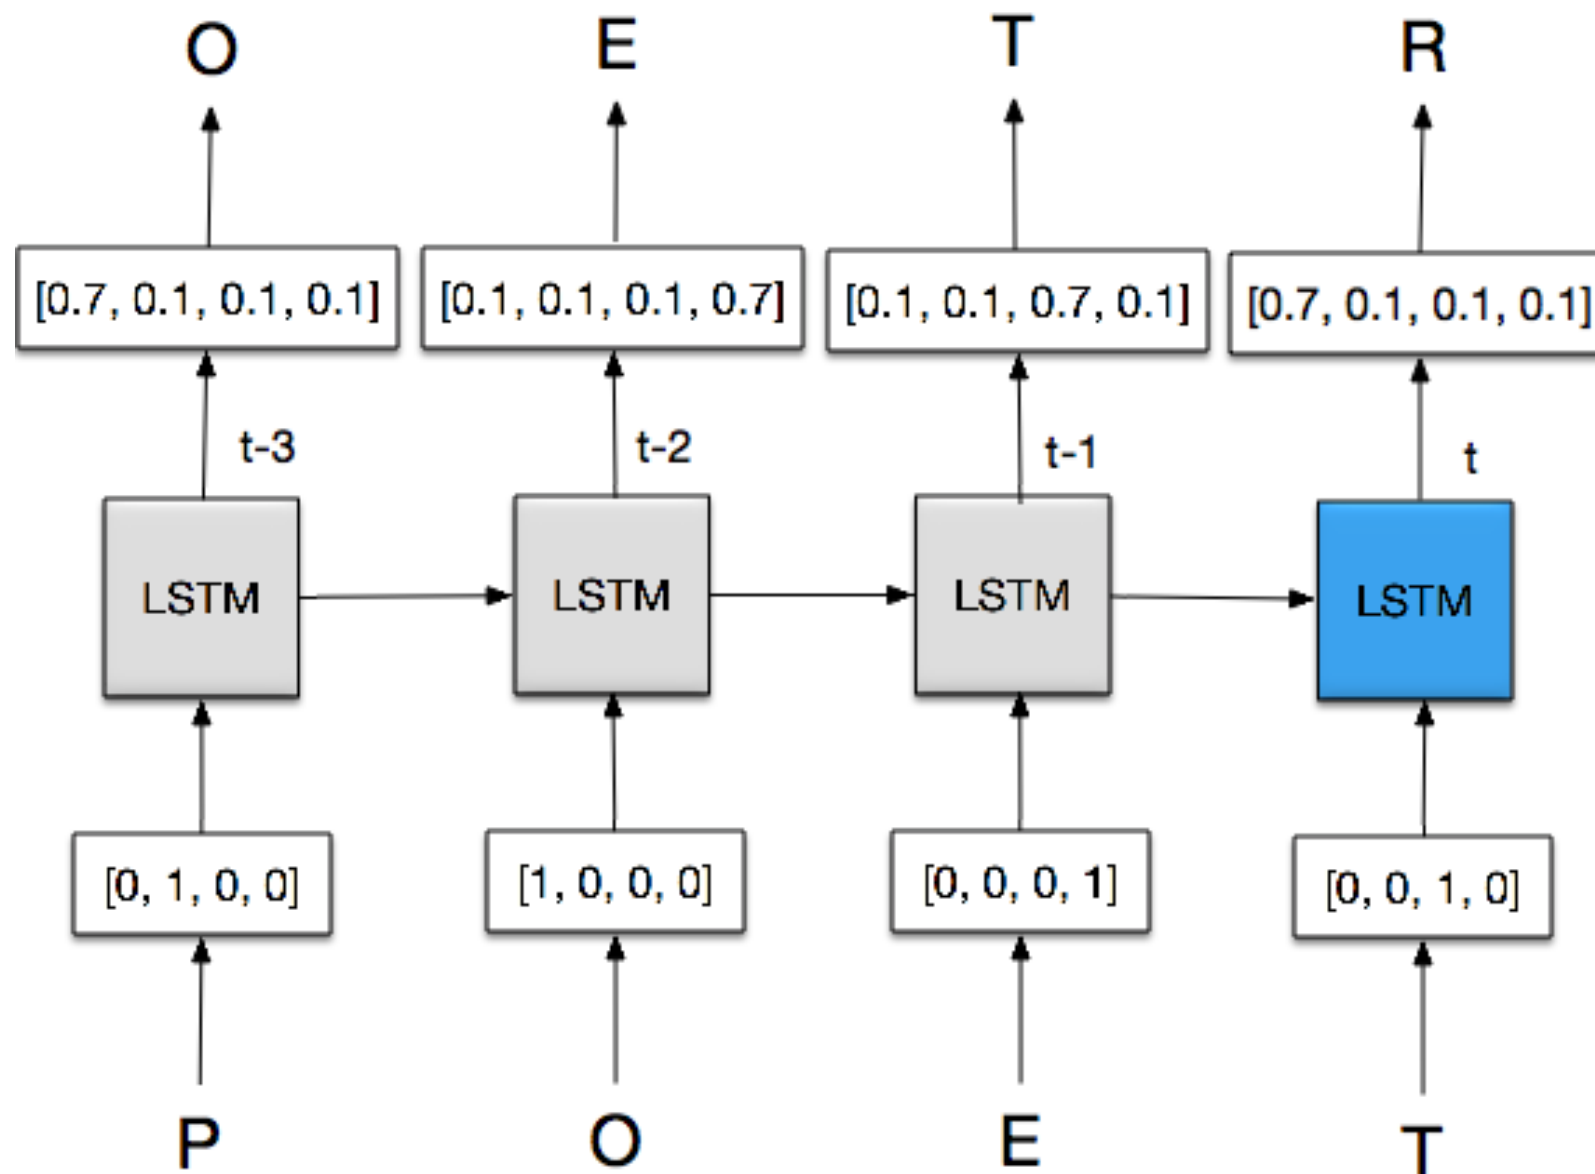 O E T R
[0.7, 0.1, 0.1, 0.1] [0.1, 0.1, 0.1, 0.7] [0.1, 0.1, 0.7, 0.1] [0.7, 0.1, 0.1, 0.1]
t-3 t-2 t-1 t
LSTM LSTM LSTM LSTM
[0, 1, 0, 0] [1, 0, 0, 0] [0, 0, 0, 1] [0, 0, 1, 0]
P O E T